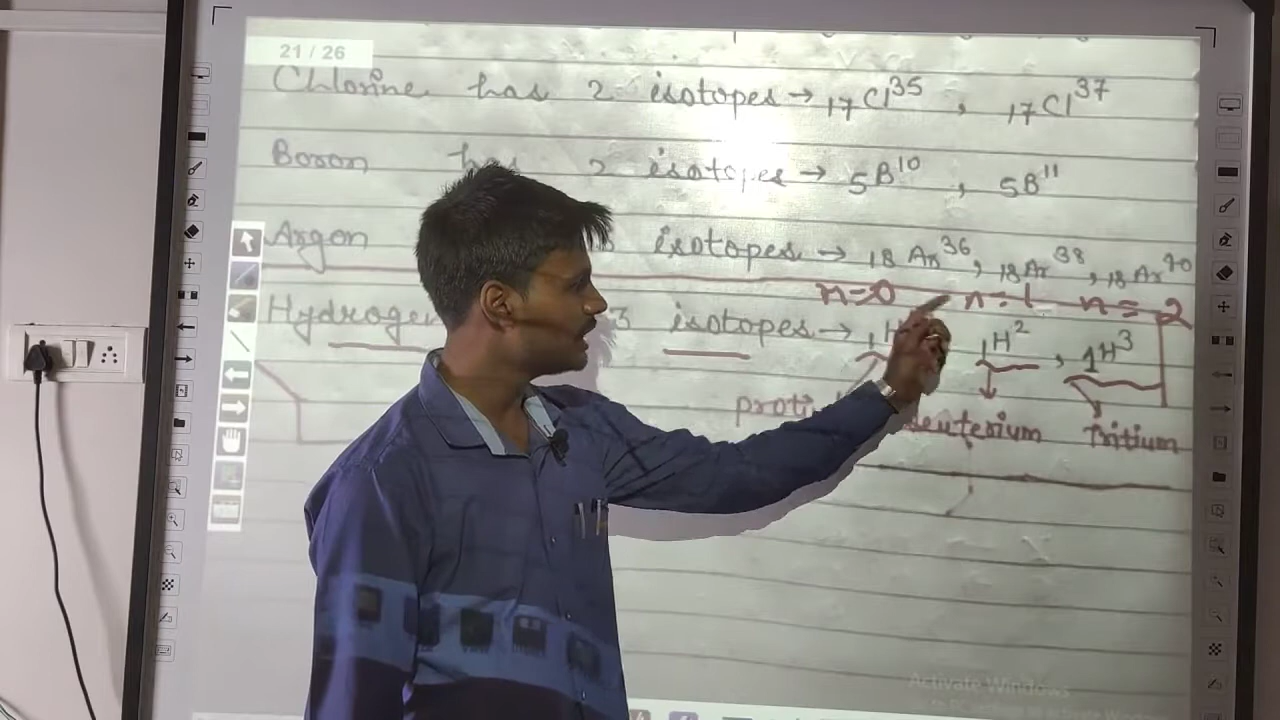 21 / 26
Chlorine has 2 isotopes → ₁₇Cl³⁵ , ₁₇Cl³⁷
Boron has 2 isotopes → ₅B¹⁰ , ₅B¹¹
Argon isotopes → ₁₈Ar³⁶ , ₁₈Ar³⁸ , ₁₈Ar⁴⁰
n=0 n=1 n=2
Hydrogen 3 isotopes → ₁H , ₁H² , ₁H³
deuterium Tritium
Activate Windows